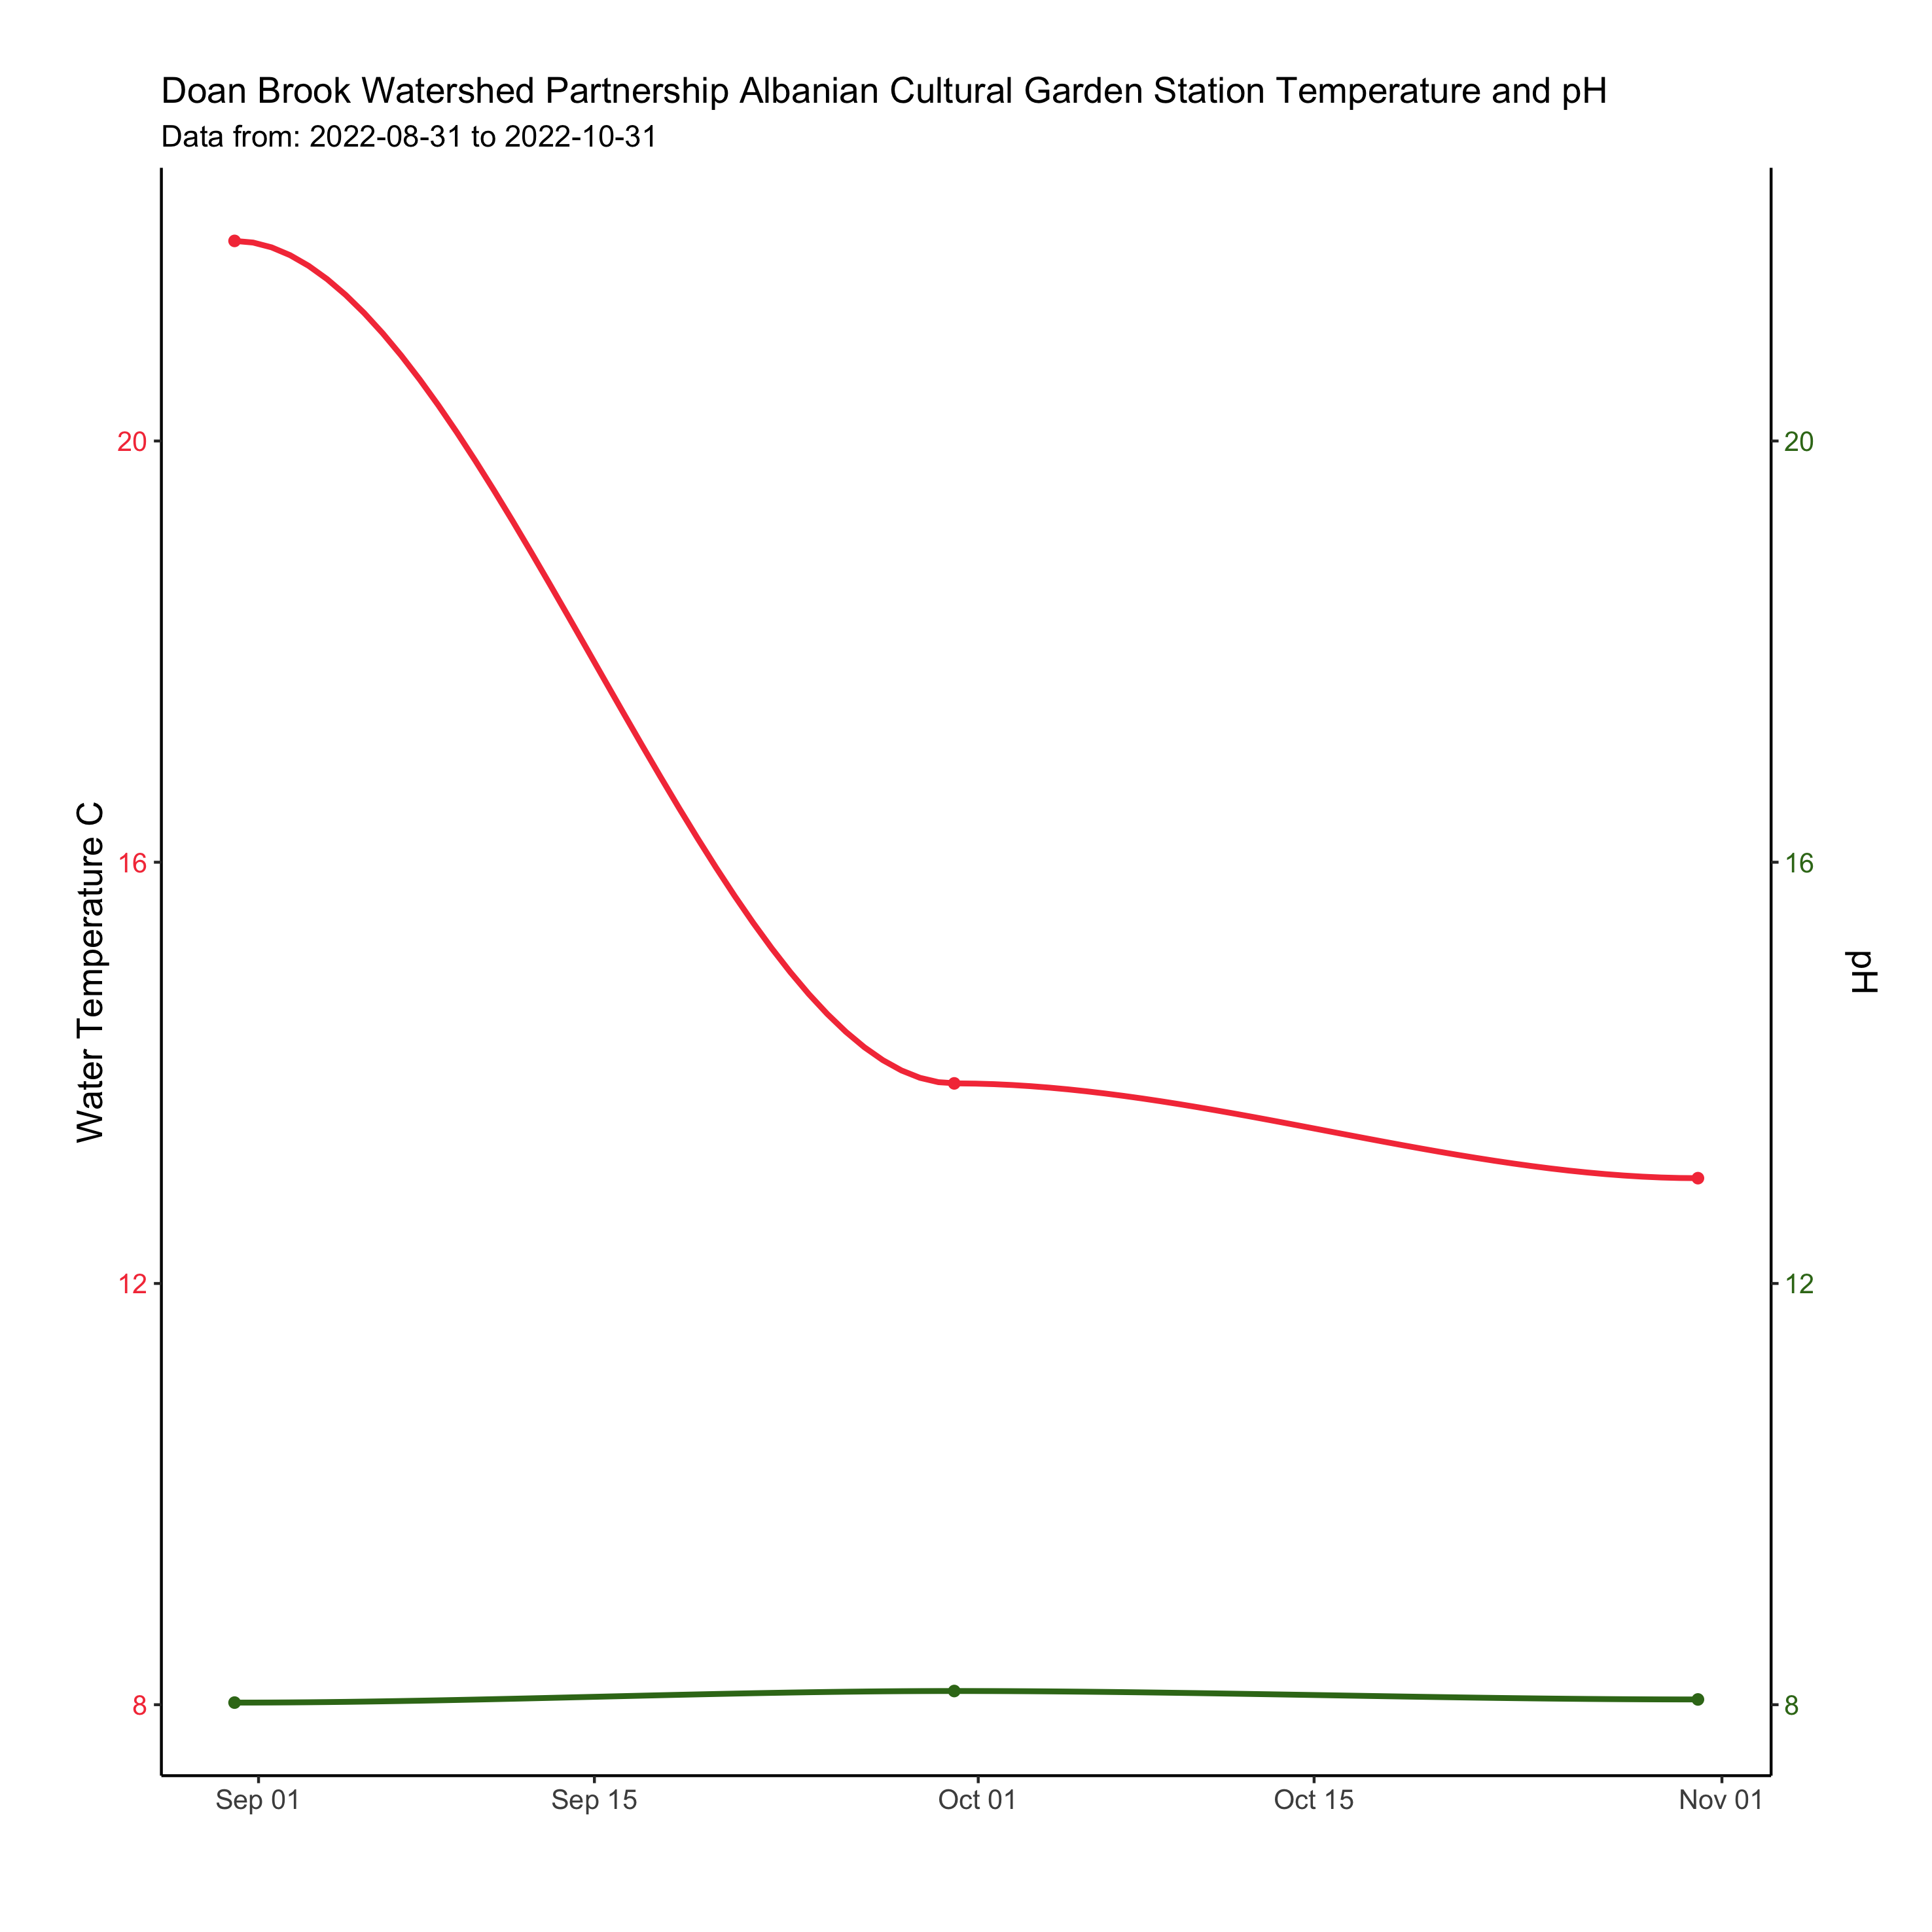 Doan Brook Watershed Partnership Albanian Cultural Garden Station Temperature and pH
Data from: 2022-08-31 to 2022-10-31
Water Temperature C
20
16
12
8
20
16
12
8
pH
Sep 01
Sep 15
Oct 01
Oct 15
Nov 01